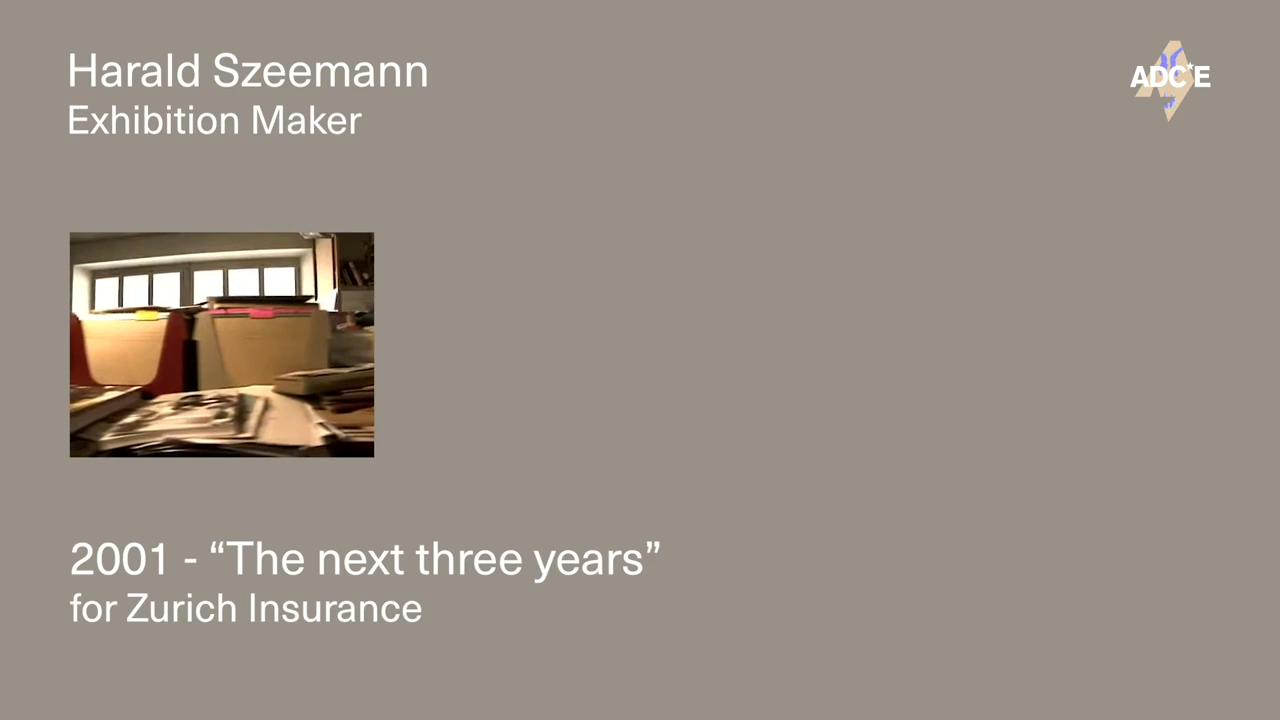 Harald Szeemann
Exhibition Maker
ADC*E
2001 - “The next three years”
for Zurich Insurance